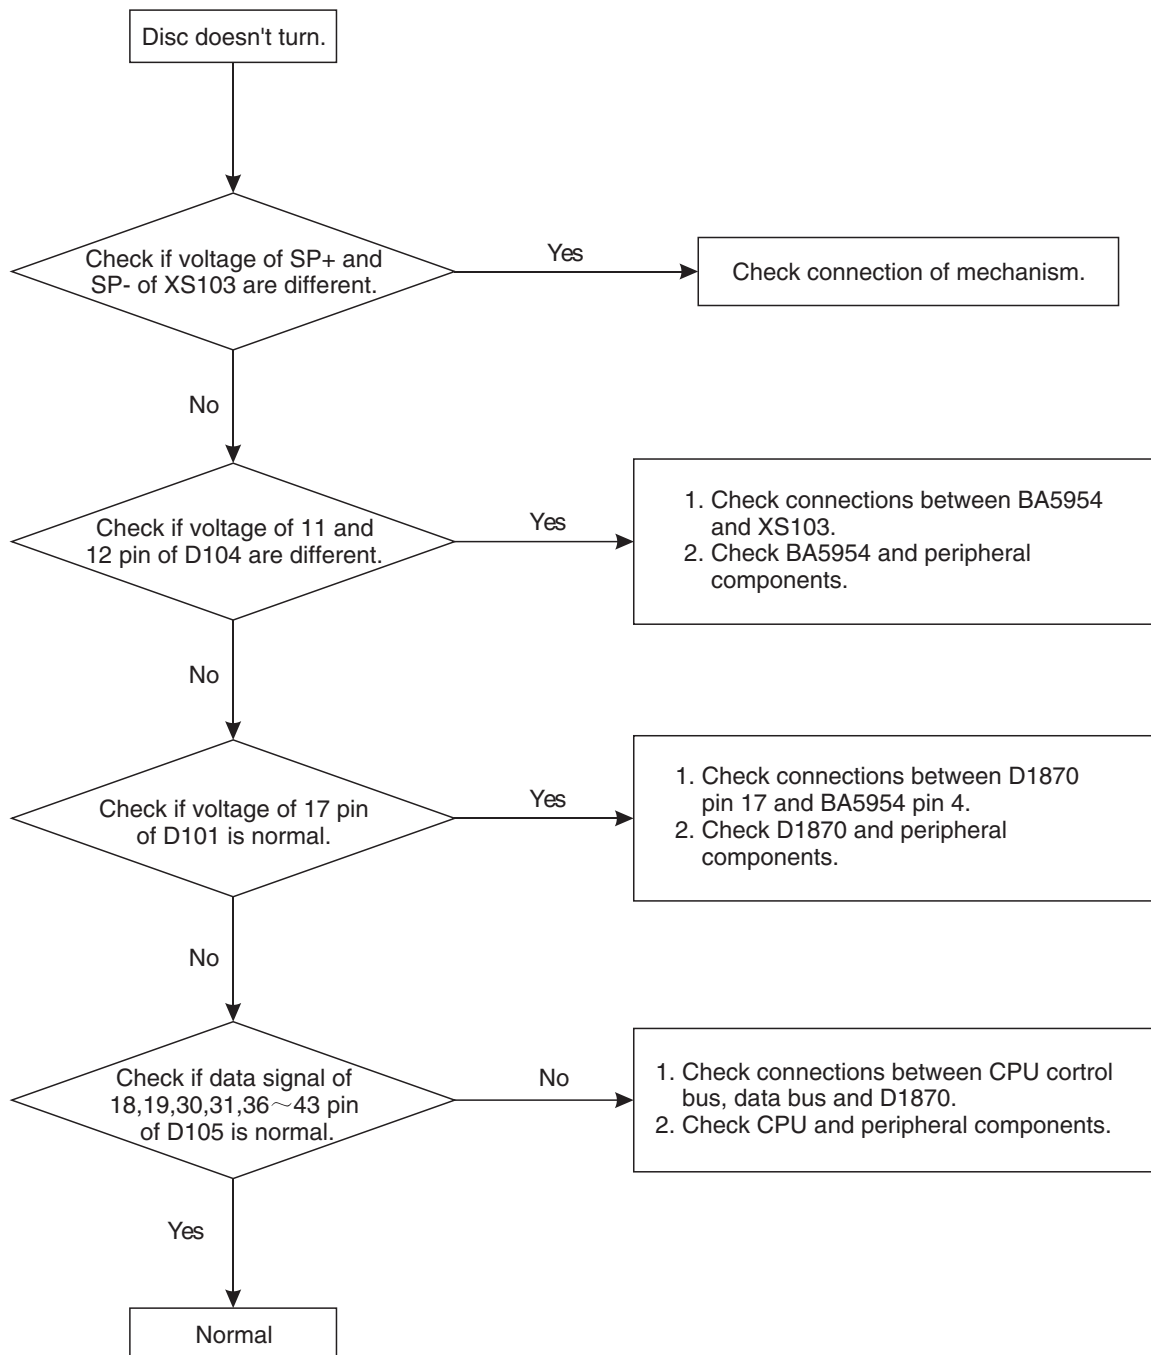 Disc doesn't turn.
Check if voltage of SP+ and
SP- of XS103 are different.
Yes
Check connection of mechanism.
No
Check if voltage of 11 and
12 pin of D104 are different.
Yes
1. Check connections between BA5954
and XS103.
2. Check BA5954 and peripheral
components.
No
Check if voltage of 17 pin
of D101 is normal.
Yes
1. Check connections between D1870
pin 17 and BA5954 pin 4.
2. Check D1870 and peripheral
components.
No
Check if data signal of
18,19,30,31,36～43 pin
of D105 is normal.
No
1. Check connections between CPU cortrol
bus, data bus and D1870.
2. Check CPU and peripheral components.
Yes
Normal